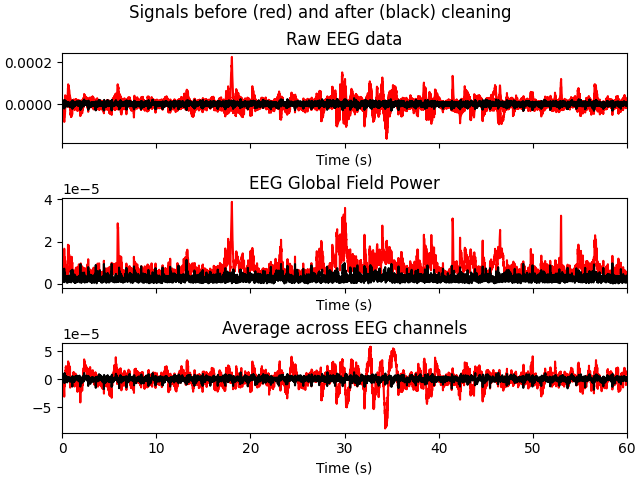 Signals before (red) and after (black) cleaning
Raw EEG data
0.0002
0.0000
Time (s)
EEG Global Field Power
1e−5
4
2
0
Time (s)
Average across EEG channels
1e−5
5
0
−5
0 10 20 30 40 50 60
Time (s)